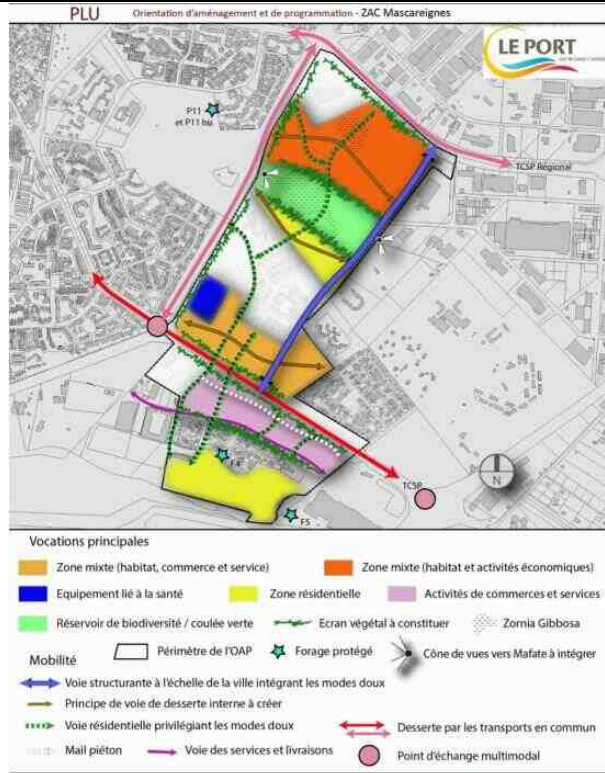 PLU Orientation d'aménagement et de programmation - ZAC Mascareignes
LE PORT
P11
et P11 bis
TCSP Régional
F4
TCSP
F5
N
Vocations principales
Zone mixte (habitat, commerce et service)
Zone mixte (habitat et activités économiques)
Equipement lié à la santé
Zone résidentielle
Activités de commerces et services
Réservoir de biodiversité / coulée verte
Ecran végétal à constituer
Zornia Gibbosa
Mobilité
Périmètre de l'OAP
Forage protégé
Cône de vues vers Mafate à intégrer
Voie structurante à l'échelle de la ville intégrant les modes doux
Principe de voie de desserte interne à créer
Voie résidentielle privilégiant les modes doux
Desserte par les transports en commun
Mail piéton
Voie des services et livraisons
Point d'échange multimodal